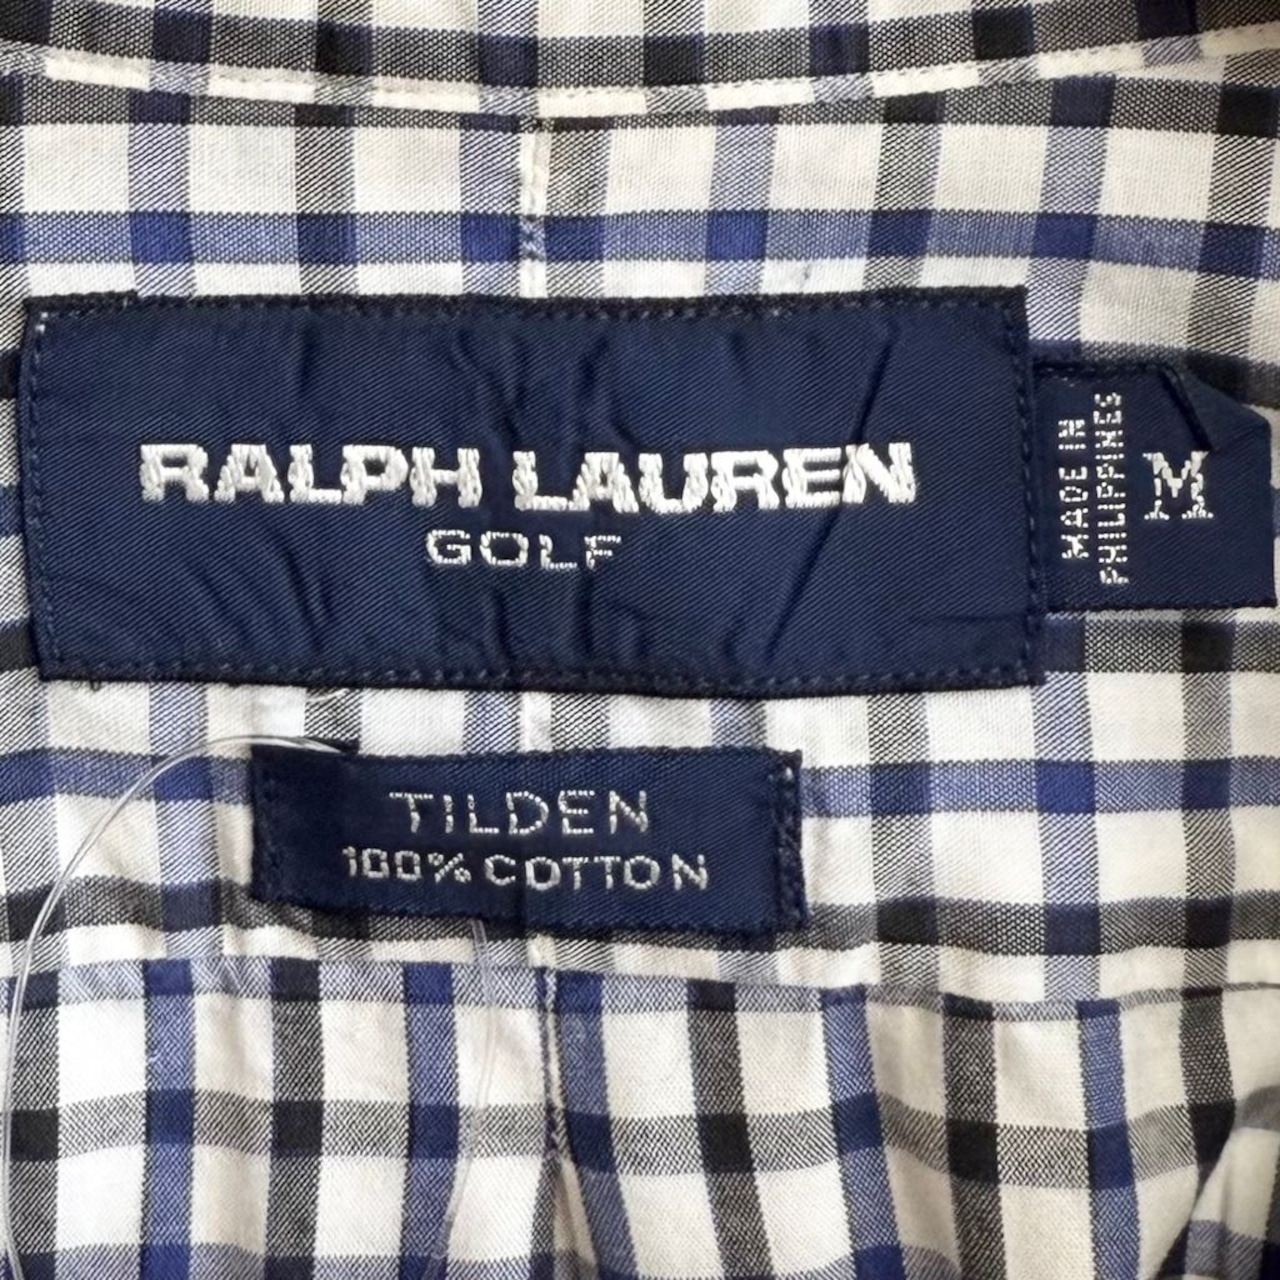 RALPH LAUREN
GOLF
MADE IN
PHILIPPINES
M
TILDEN
100% COTTON